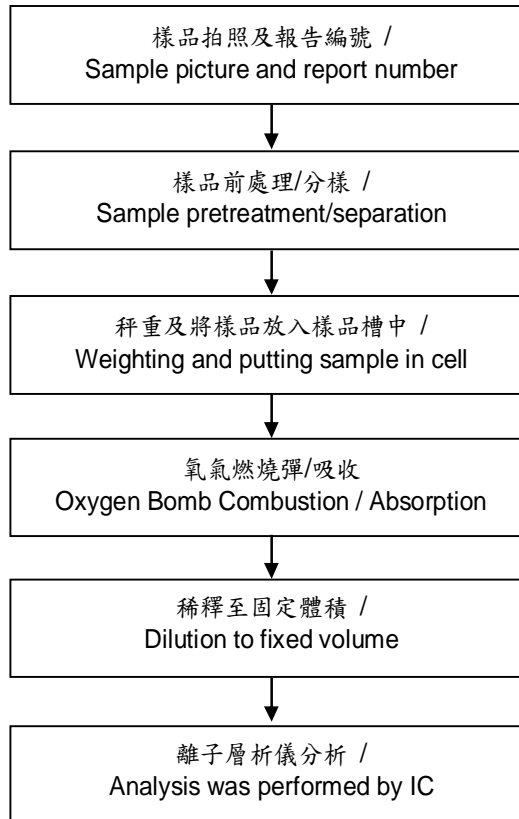 樣品拍照及報告編號 /
Sample picture and report number
樣品前處理/分樣 /
Sample pretreatment/separation
秤重及將樣品放入樣品槽中 /
Weighting and putting sample in cell
氧氣燃燒彈/吸收
Oxygen Bomb Combustion / Absorption
稀釋至固定體積 /
Dilution to fixed volume
離子層析儀分析 /
Analysis was performed by IC